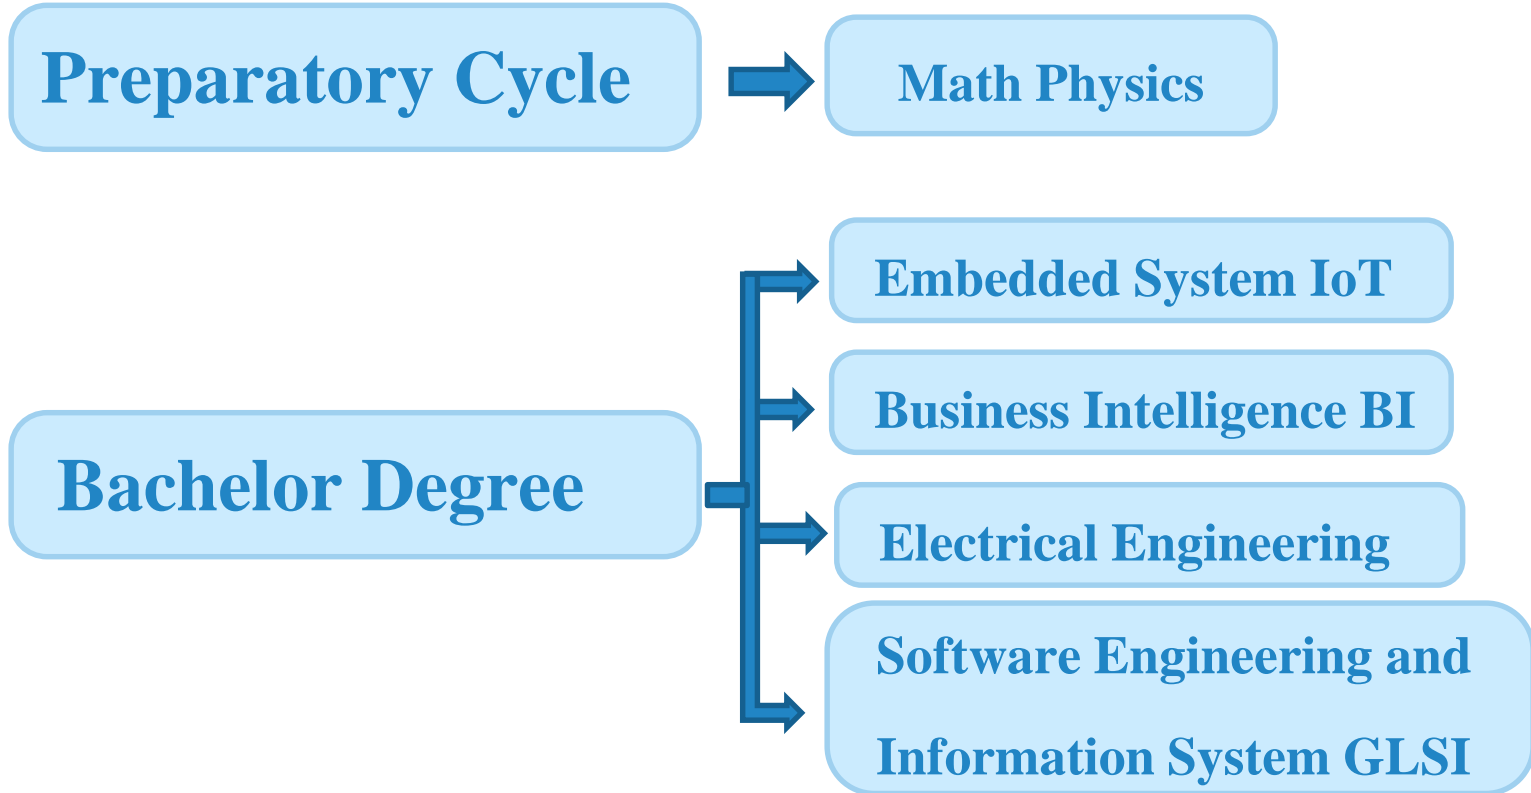 Preparatory Cycle
Math Physics
Embedded System IoT
Business Intelligence BI
Bachelor Degree
Electrical Engineering
Software Engineering and
Information System GLSI